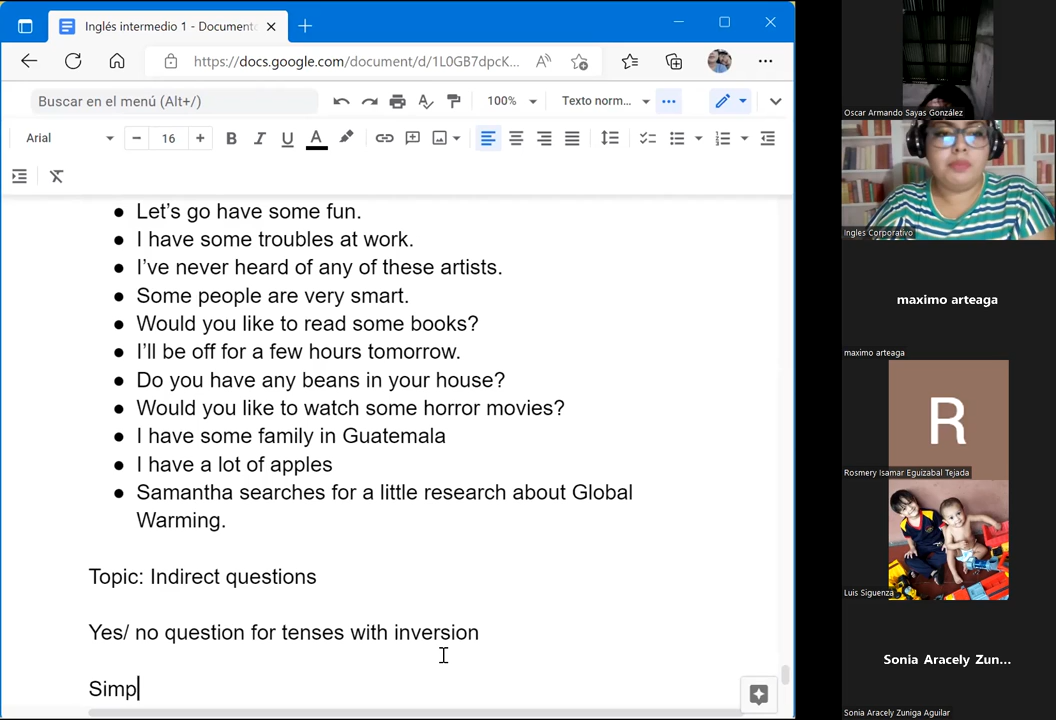 Inglés intermedio 1 - Documento
https://docs.google.com/document/d/1L0GB7dpcK...
Buscar en el menú (Alt+/)
100%
Texto norm...
Arial
16
Let's go have some fun.
I have some troubles at work.
I've never heard of any of these artists.
Some people are very smart.
Would you like to read some books?
I'll be off for a few hours tomorrow.
Do you have any beans in your house?
Would you like to watch some horror movies?
I have some family in Guatemala
I have a lot of apples
Samantha searches for a little research about Global
Warming.
Topic: Indirect questions
Yes/ no question for tenses with inversion
Simp
Oscar Armando Sayas González
Ingles Corporativo
maximo arteaga
maximo arteaga
R
Rosmery Isamar Eguizabal Tejada
Luis Siguenza
Sonia Aracely Zun...
Sonia Aracely Zuniga Aguilar